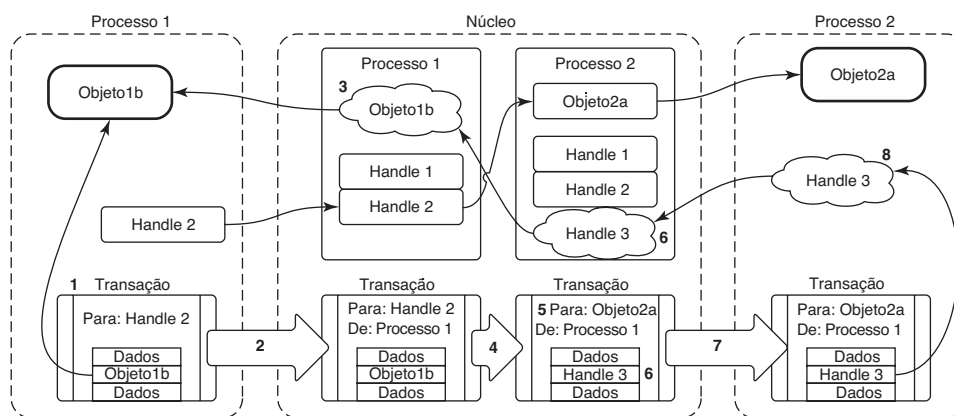 Processo 1
Núcleo
Processo 2
Processo 1
Processo 2
Objeto1b
3
Objeto1b
Objeto2a
Objeto2a
Handle 1
Handle 2
Handle 1
Handle 2
8
Handle 3
Handle 2
Handle 3
6
Transação
Transação
Transação
Transação
1
Para: Handle 2
Dados
Objeto1b
Dados
2
Para: Handle 2
De: Processo 1
Dados
Objeto1b
Dados
4
5 Para: Objeto2a
De: Processo 1
Dados
Handle 3 6
Dados
7
Para: Objeto2a
De: Processo 1
Dados
Handle 3
Dados